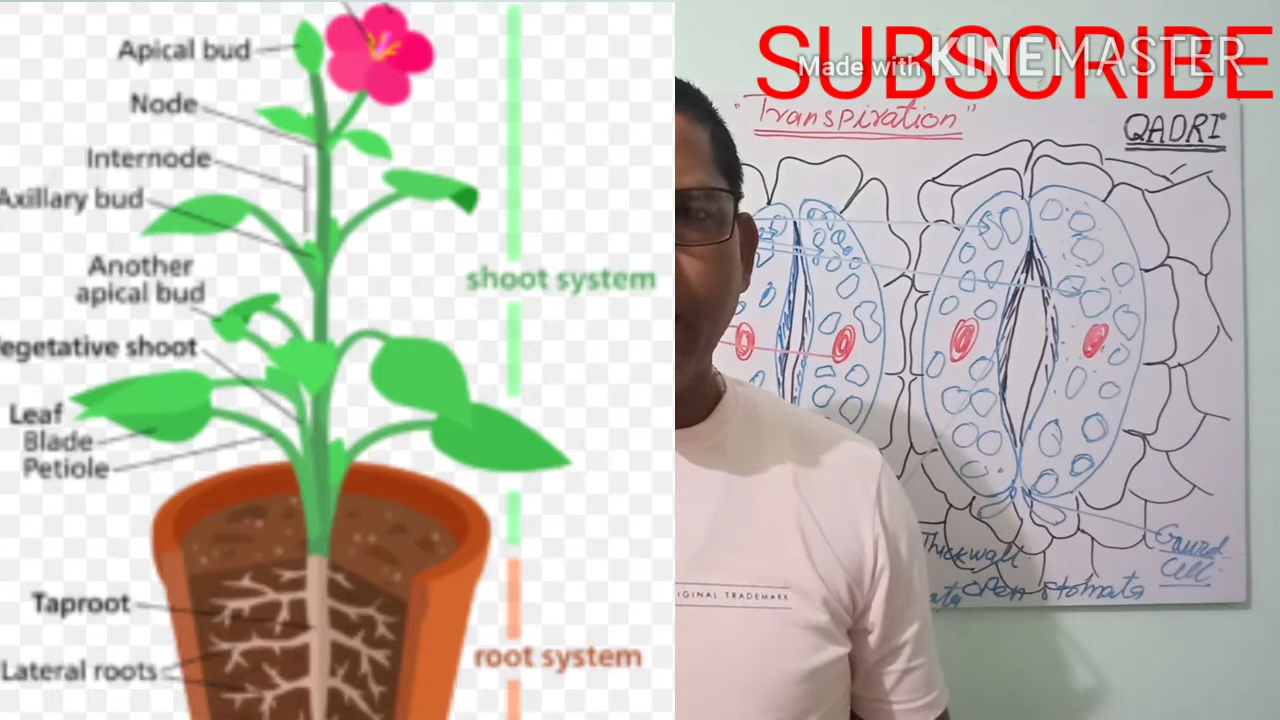 Apical bud
Node
Internode
Axillary bud
Another
apical bud
egetative shoot
Leaf
Blade
Petiole
Taproot
Lateral roots
shoot system
root system
SUBSCRIBE
Made with KINEMASTER
"Transpiration"
QADRI
Thickwall
Gaurd
Cell
open stomata
IGINAL TRADEMARK